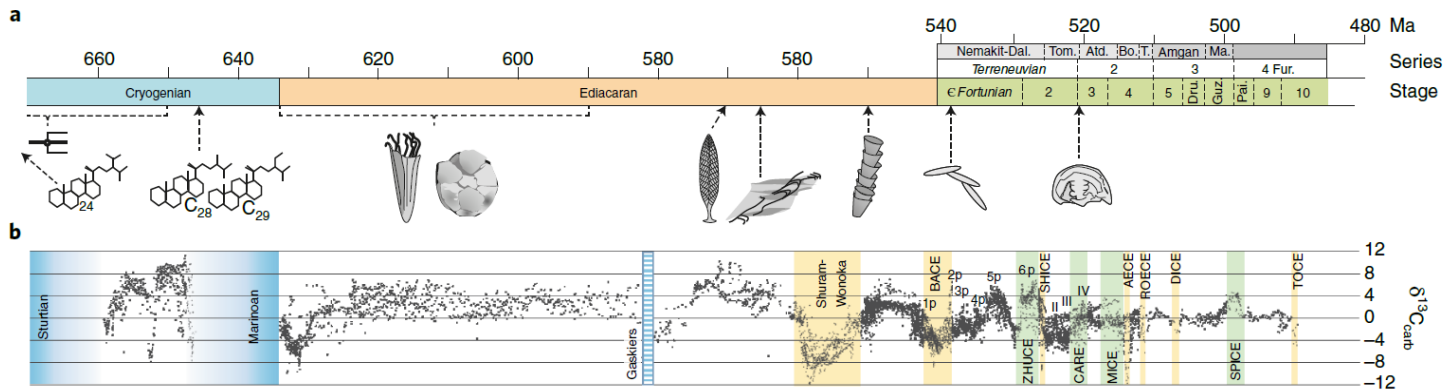 a
540 520 500 480 Ma
660 640 620 600 580 580
Nemakit-Dal. Tom. Atd. Bo. T. Amgan Ma. Series
Terreneuvian 2 3 4 Fur.
Cryogenian Ediacaran Є Fortunian 2 3 4 5 Dru. Guz. Pai. 9 10 Stage
24
C28 C29
b
Sturtian
Marinoan
Gaskiers
Shuram-
Wonoka
BACE
1p
2p
3p
4p
5p
6p
ZHUCE
SHICE
II
III
IV
CARE
MICE
AECE
ROECE
DICE
SPICE
TOCE
12
8
4
0
−4
−8
−12
δ13Ccarb